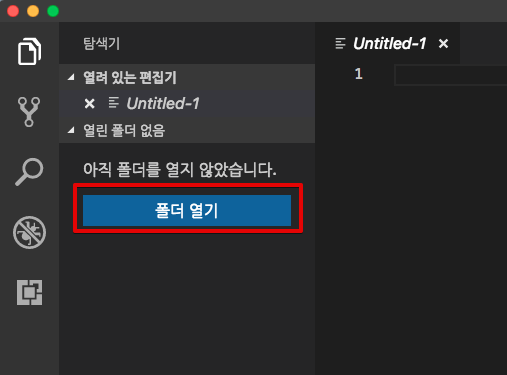 탐색기
열려 있는 편집기
Untitled-1
열린 폴더 없음
아직 폴더를 열지 않았습니다.
폴더 열기
Untitled-1
1